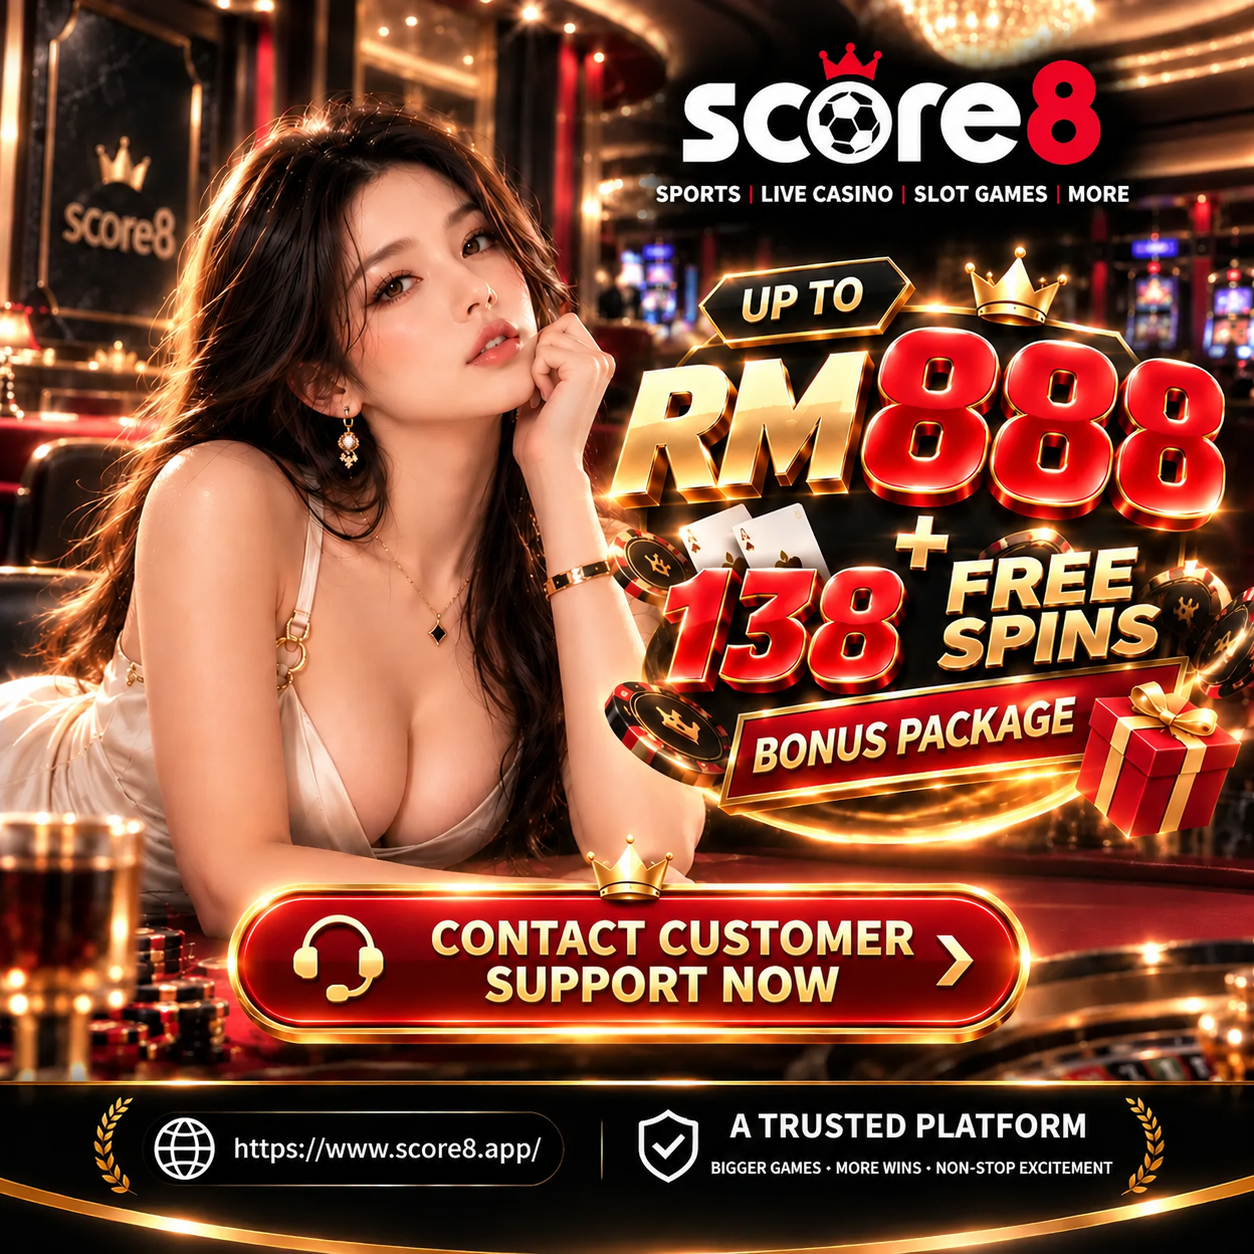 score8
score8
SPORTS | LIVE CASINO | SLOT GAMES | MORE
UP TO
RM888
+
138 FREE
SPINS
BONUS PACKAGE
CONTACT CUSTOMER
SUPPORT NOW
https://www.score8.app/
A TRUSTED PLATFORM
BIGGER GAMES • MORE WINS • NON-STOP EXCITEMENT